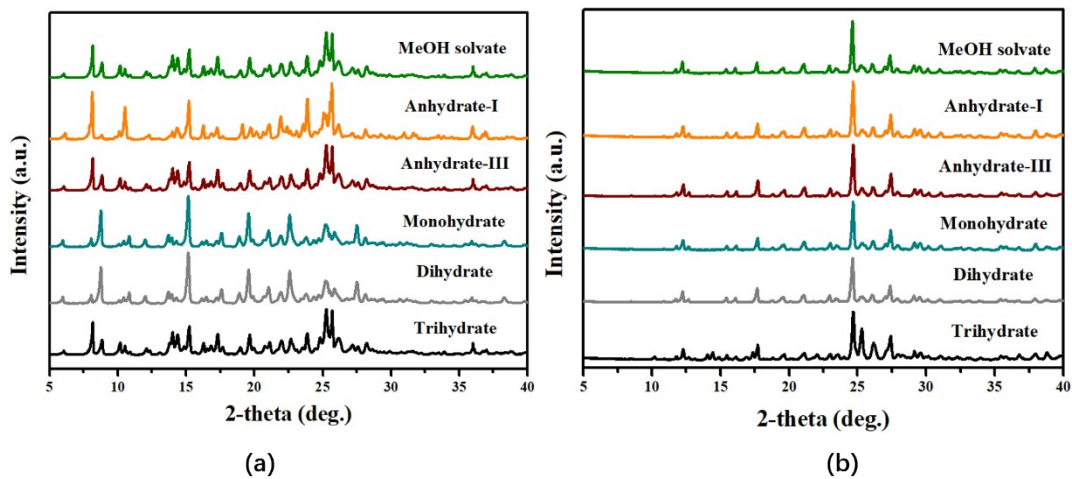 MeOH solvate
Anhydrate-I
Anhydrate-III
Monohydrate
Dihydrate
Trihydrate
Intensity (a.u.)
5 10 15 20 25 30 35 40
2-theta (deg.)
(a)
MeOH solvate
Anhydrate-I
Anhydrate-III
Monohydrate
Dihydrate
Trihydrate
Intensity (a.u.)
5 10 15 20 25 30 35 40
2-theta (deg.)
(b)